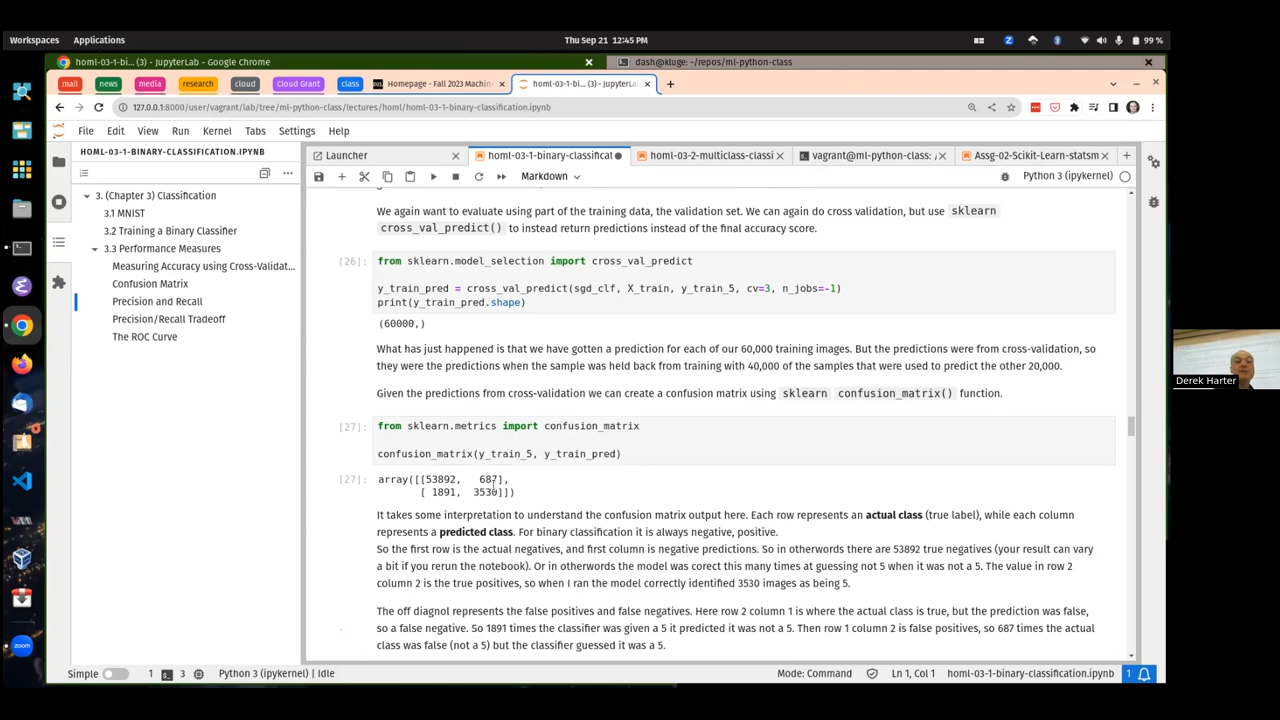 Workspaces Applications Thu Sep 21 12:45 PM 99 %
homl-03-1-bi... (3) - JupyterLab - Google Chrome dash@kluge: ~/repos/ml-python-class
mail news media research cloud Cloud Grant class Homepage - Fall 2023 Machin homl-03-1-bi... (3) - JupyterLa
127.0.0.1:8000/user/vagrant/lab/tree/ml-python-class/lectures/homl/homl-03-1-binary-classification.ipynb
File Edit View Run Kernel Tabs Settings Help
HOML-03-1-BINARY-CLASSIFICATION.IPYNB
Launcher homl-03-1-binary-classificat homl-03-2-multiclass-classi vagrant@ml-python-class: / Assg-02-Scikit-Learn-statsm
Markdown Python 3 (ipykernel)
3. (Chapter 3) Classification
3.1 MNIST
3.2 Training a Binary Classifier
3.3 Performance Measures
Measuring Accuracy using Cross-Validat...
Confusion Matrix
Precision and Recall
Precision/Recall Tradeoff
The ROC Curve
We again want to evaluate using part of the training data, the validation set. We can again do cross validation, but use sklearn
cross_val_predict() to instead return predictions instead of the final accuracy score.
[26]: from sklearn.model_selection import cross_val_predict
y_train_pred = cross_val_predict(sgd_clf, X_train, y_train_5, cv=3, n_jobs=-1)
print(y_train_pred.shape)
(60000,)
What has just happened is that we have gotten a prediction for each of our 60,000 training images. But the predictions were from cross-validation, so
they were the predictions when the sample was held back from training with 40,000 of the samples that were used to predict the other 20,000.
Given the predictions from cross-validation we can create a confusion matrix using sklearn confusion_matrix() function.
[27]: from sklearn.metrics import confusion_matrix
confusion_matrix(y_train_5, y_train_pred)
[27]: array([[53892, 687],
[ 1891, 3530]])
It takes some interpretation to understand the confusion matrix output here. Each row represents an actual class (true label), while each column
represents a predicted class. For binary classification it is always negative, positive.
So the first row is the actual negatives, and first column is negative predictions. So in otherwords there are 53892 true negatives (your result can vary
a bit if you rerun the notebook). Or in otherwords the model was corect this many times at guessing not 5 when it was not a 5. The value in row 2
column 2 is the true positives, so when I ran the model correctly identified 3530 images as being 5.
The off diagnol represents the false positives and false negatives. Here row 2 column 1 is where the actual class is true, but the prediction was false,
so a false negative. So 1891 times the classifier was given a 5 it predicted it was not a 5. Then row 1 column 2 is false positives, so 687 times the actual
class was false (not a 5) but the classifier guessed it was a 5.
Derek Harter
zoom
Simple 1 3 Python 3 (ipykernel) | Idle Mode: Command Ln 1, Col 1 homl-03-1-binary-classification.ipynb 1